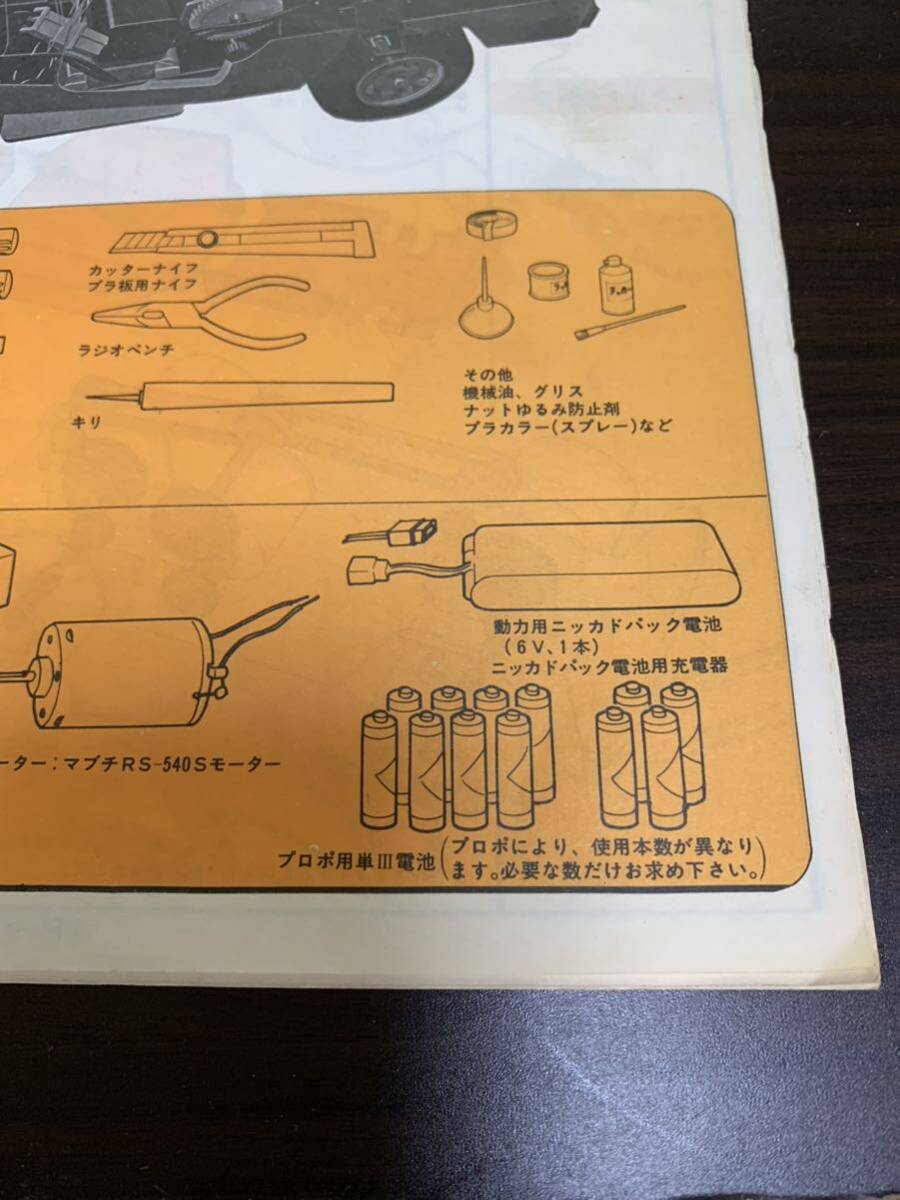 カッターナイフ
プラ板用ナイフ
ラジオペンチ
キリ
その他
機械油、グリス
ナットゆるみ防止剤
プラカラー(スプレー)など
動力用ニッカドパック電池
(6V、1本)
ニッカドパック電池用充電器
ーター:マブチRS-540Sモーター
プロポ用単III電池(プロポにより、使用本数が異なり
ます。必要な数だけお求め下さい。)